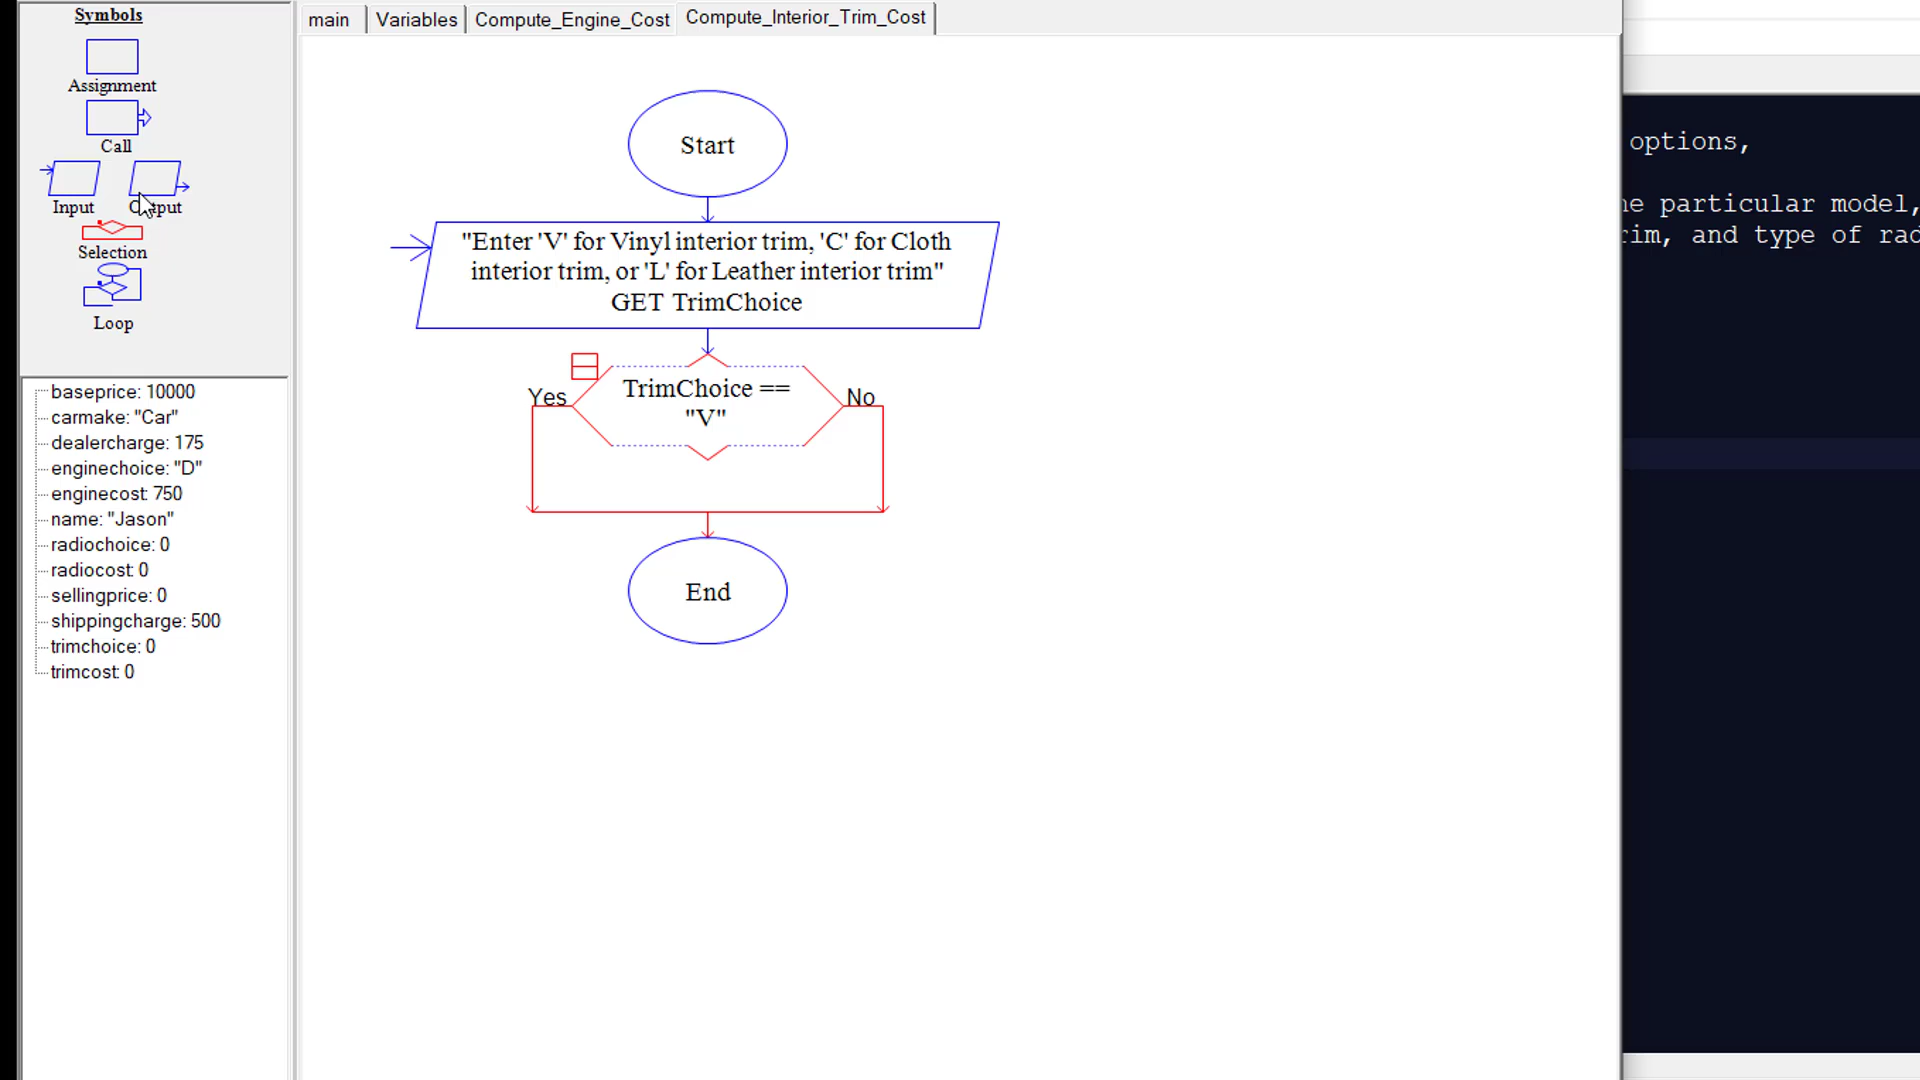 Symbols
Assignment
Call
Input
Output
Selection
Loop
baseprice: 10000
carmake: "Car"
dealercharge: 175
enginechoice: "D"
enginecost: 750
name: "Jason"
radiochoice: 0
radiocost: 0
sellingprice: 0
shippingcharge: 500
trimchoice: 0
trimcost: 0
main
Variables
Compute_Engine_Cost
Compute_Interior_Trim_Cost
Start
"Enter 'V' for Vinyl interior trim, 'C' for Cloth
interior trim, or 'L' for Leather interior trim"
GET TrimChoice
Yes
TrimChoice ==
"V"
No
End
options,
particular model,
and type of